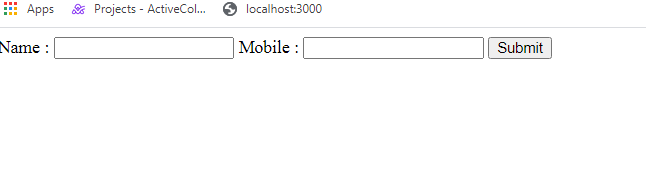 Apps Projects - ActiveCol... localhost:3000
Name : Mobile : Submit